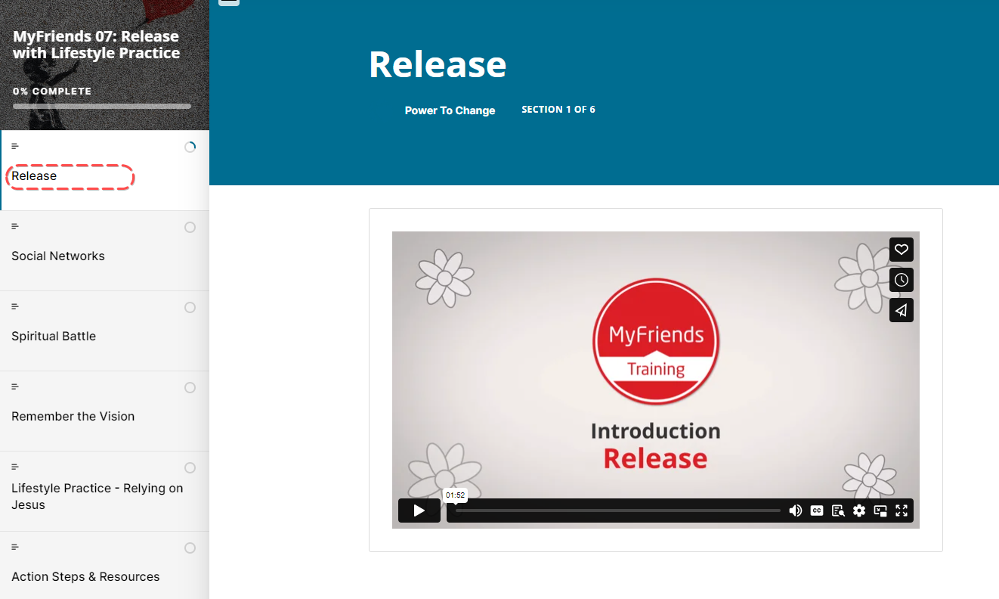 MyFriends 07: Release
with Lifestyle Practice
0% COMPLETE
Release
Social Networks
Spiritual Battle
Remember the Vision
Lifestyle Practice - Relying on
Jesus
Action Steps & Resources
Release
Power To Change
SECTION 1 OF 6
MyFriends
Training
Introduction
Release
01:52
CC